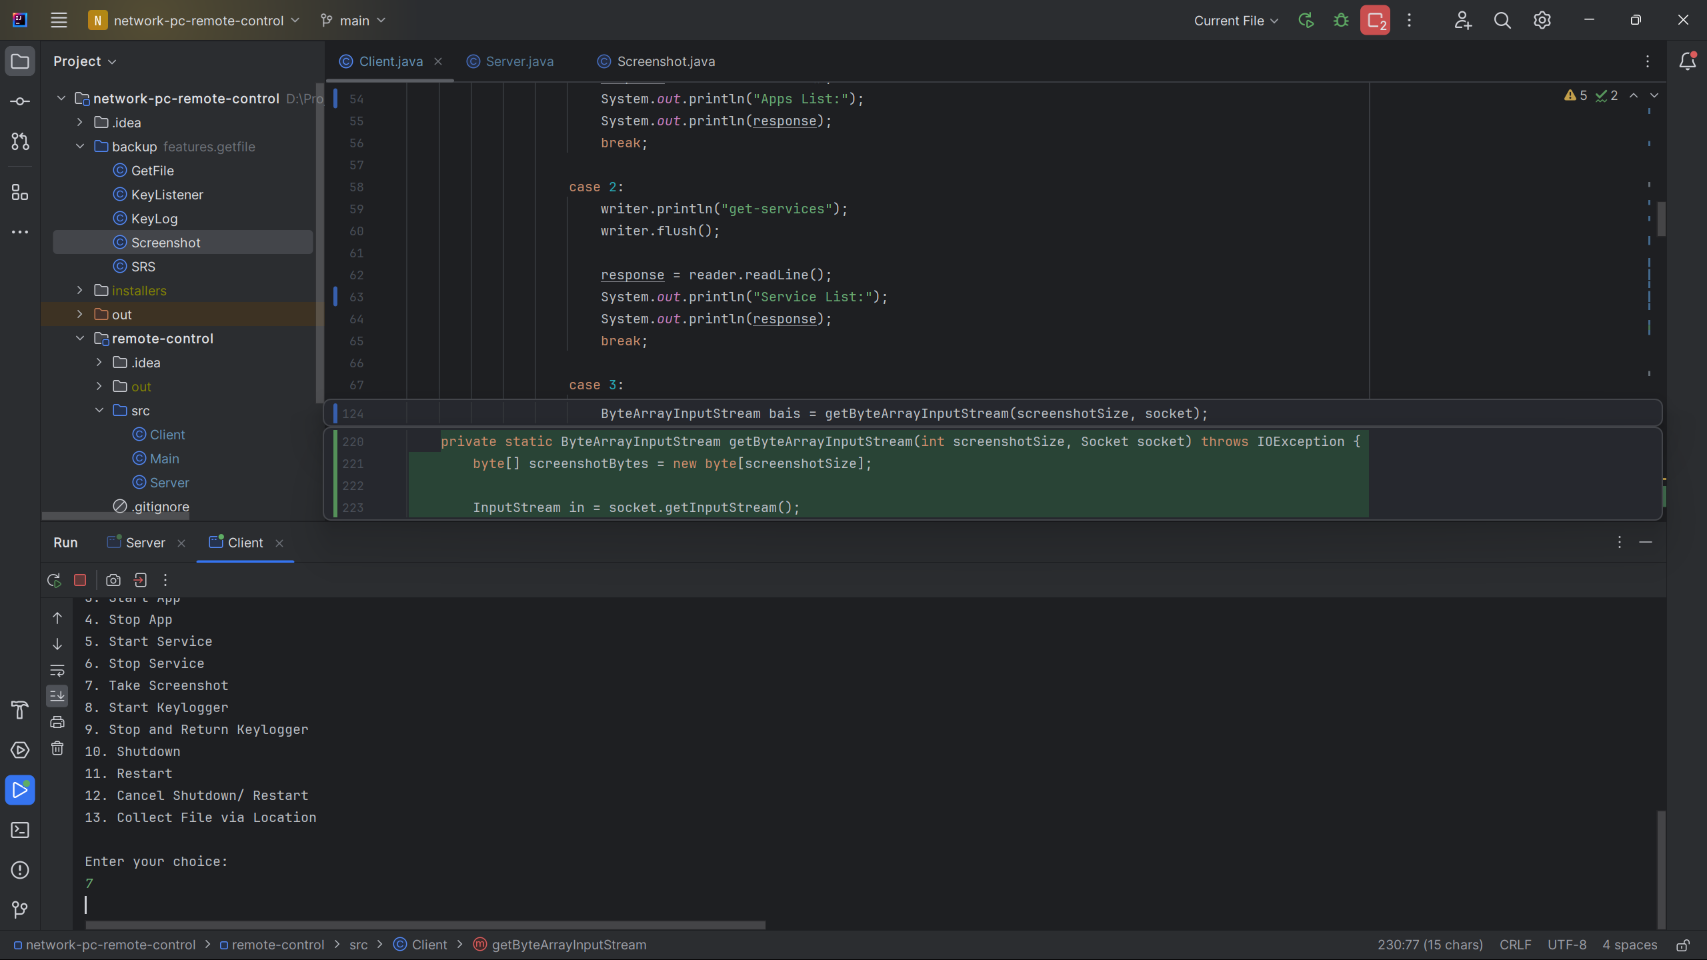 N network-pc-remote-control main Current File 2
Project
Client.java Server.java Screenshot.java
network-pc-remote-control D:\Pro
.idea
backup features.getfile
GetFile
KeyListener
KeyLog
Screenshot
SRS
installers
out
remote-control
.idea
out
src
Client
Main
Server
.gitignore
5 2
54 System.out.println("Apps List:");
55 System.out.println(response);
56 break;
57
58 case 2:
59 writer.println("get-services");
60 writer.flush();
61
62 response = reader.readLine();
63 System.out.println("Service List:");
64 System.out.println(response);
65 break;
66
67 case 3:
124 ByteArrayInputStream bais = getByteArrayInputStream(screenshotSize, socket);
220 private static ByteArrayInputStream getByteArrayInputStream(int screenshotSize, Socket socket) throws IOException {
221 byte[] screenshotBytes = new byte[screenshotSize];
222
223 InputStream in = socket.getInputStream();
Run Server Client
3. Start App
4. Stop App
5. Start Service
6. Stop Service
7. Take Screenshot
8. Start Keylogger
9. Stop and Return Keylogger
10. Shutdown
11. Restart
12. Cancel Shutdown/ Restart
13. Collect File via Location
Enter your choice:
7
network-pc-remote-control > remote-control > src > Client > getByteArrayInputStream 230:77 (15 chars) CRLF UTF-8 4 spaces